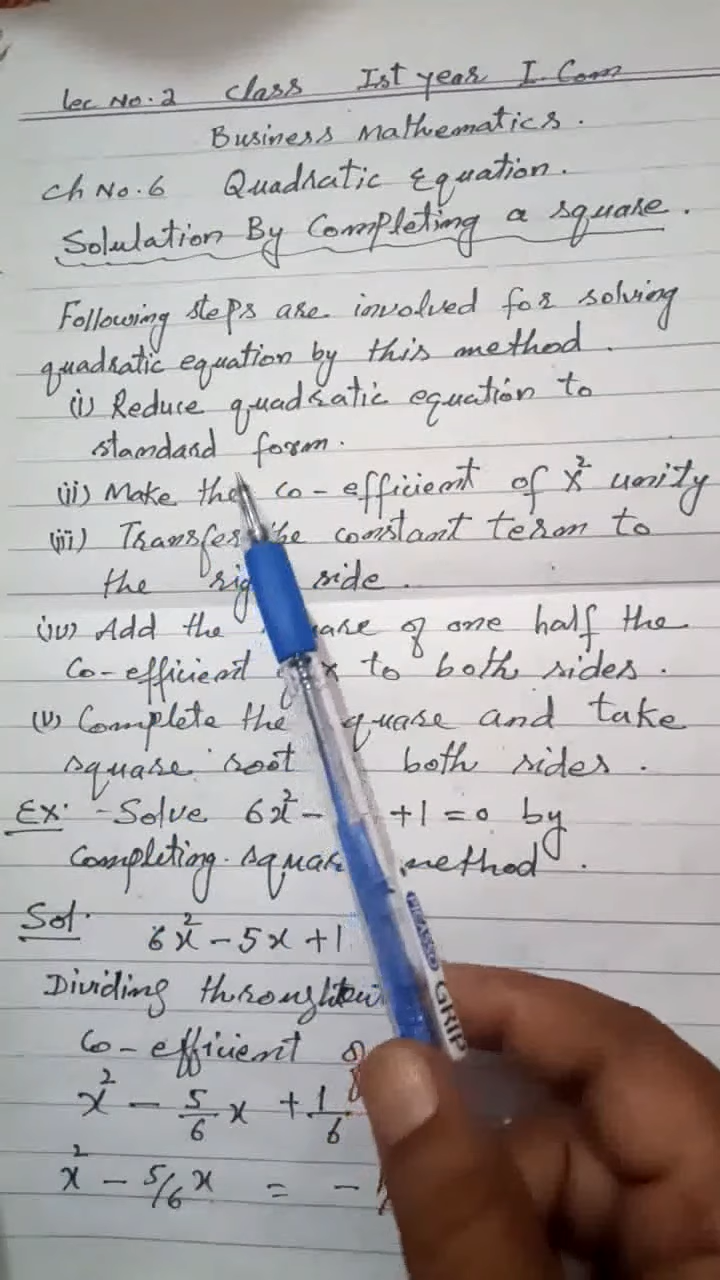 Lec No. 2 class Ist year I. Com
Business Mathematics.
Ch No. 6 Quadratic Equation.
Solulation By Completing a square.
Following steps are involved for solving
quadratic equation by this method.
(i) Reduce quadratic equation to
standard form.
(ii) Make the co-efficient of x² unity
(iii) Transfer the constant term to
the side.
(iv) Add the of one half the
Co-efficient x to both sides.
(v) Complete the and take
square root both sides.
Ex:- Solve 6x² - +1 = 0 by
Completing method.
Sol.
6x² - 5x + 1
Dividing
Co-efficient
x² - 5/6 x + 1/6
x² - 5/6 x = -
PICASSO GRIP